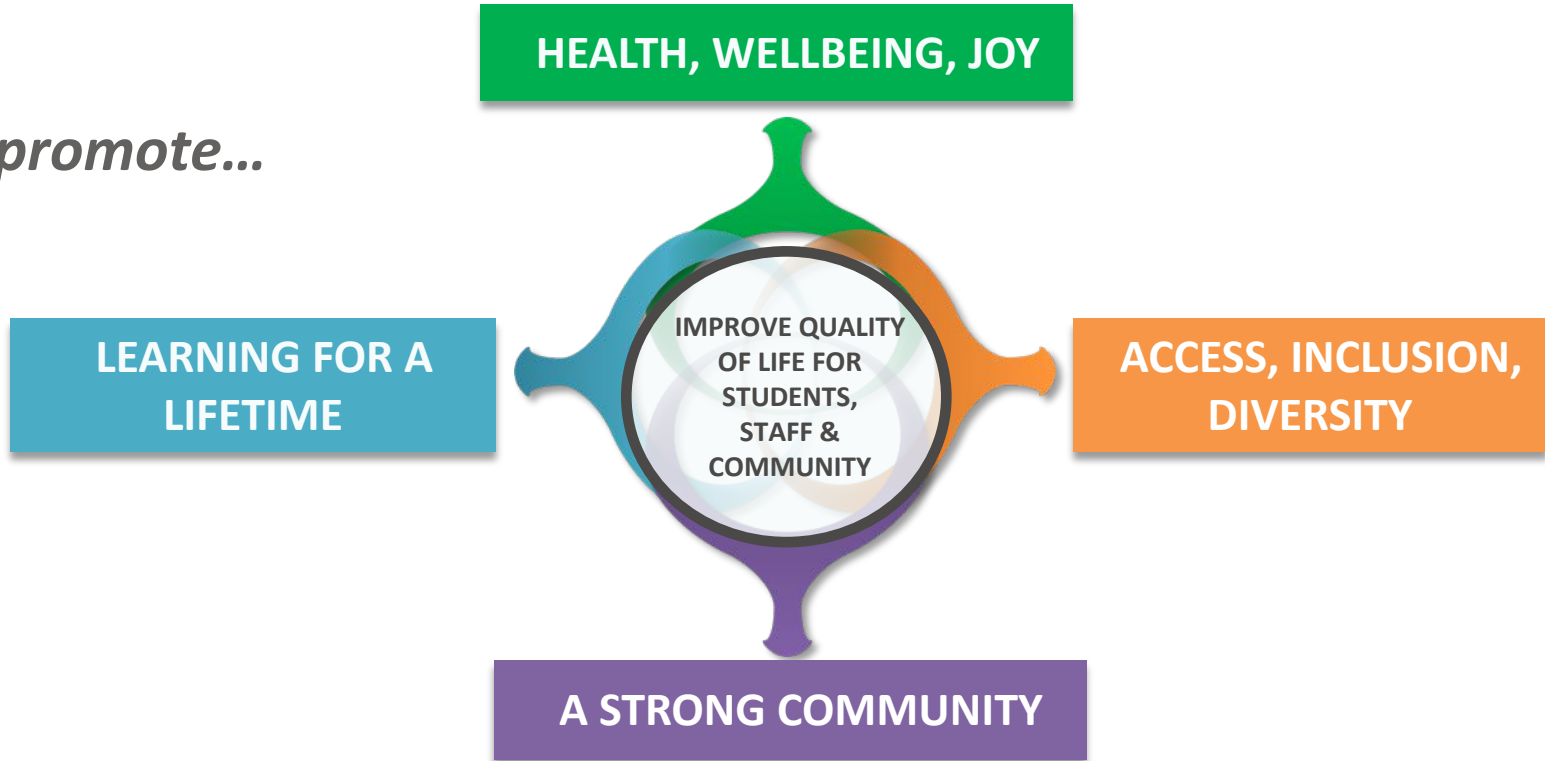 HEALTH, WELLBEING, JOY
promote...
LEARNING FOR A
LIFETIME
IMPROVE QUALITY
OF LIFE FOR
STUDENTS,
STAFF &
COMMUNITY
ACCESS, INCLUSION,
DIVERSITY
A STRONG COMMUNITY